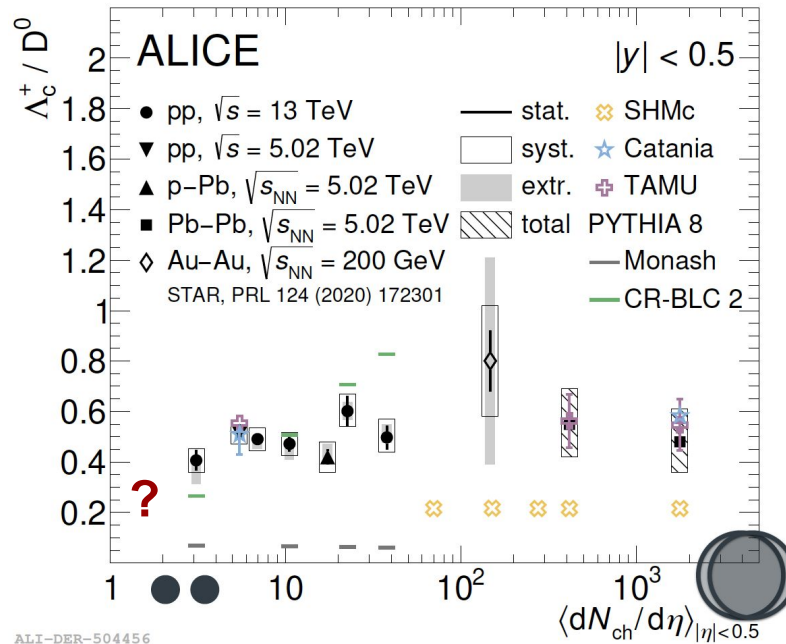 ALICE
|y| < 0.5
Λc+ / D0
2
1.8
1.6
1.4
1.2
1
0.8
0.6
0.4
0.2
pp, √s = 13 TeV
pp, √s = 5.02 TeV
p−Pb, √sNN = 5.02 TeV
Pb−Pb, √sNN = 5.02 TeV
Au−Au, √sNN = 200 GeV
STAR, PRL 124 (2020) 172301
stat.
syst.
extr.
total
SHMc
Catania
TAMU
PYTHIA 8
Monash
CR-BLC 2
?
1
10
10²
10³
⟨dNch/dη⟩|η|<0.5
ALI−DER−504456